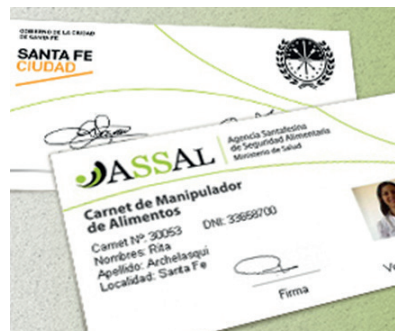 GOBIERNO DE LA CIUDAD
DE SANTA FE
SANTA FE
CIUDAD
ASSAL
Agencia Santafesina
de Seguridad Alimentaria
Ministerio de Salud
Carnet de Manipulador
de Alimentos
Carnet Nº: 30053 DNI: 33658700
Nombres: Rita
Apellido: Archelasqui
Localidad: Santa Fe
Firma